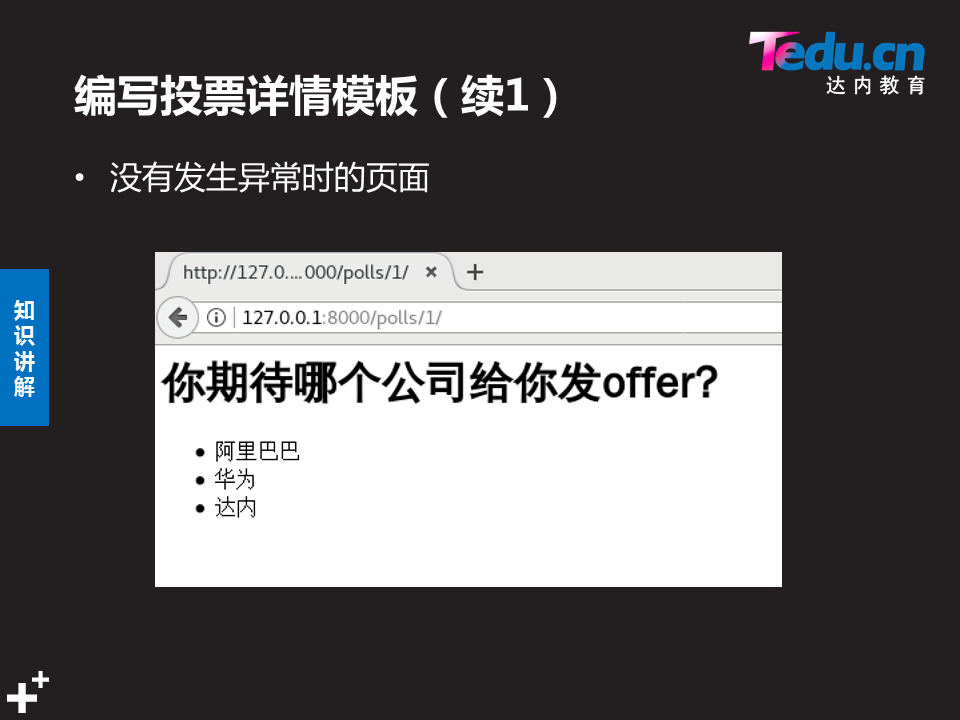 Tedu.cn
达内教育
编写投票详情模板（续1）
• 没有发生异常时的页面
知识讲解
http://127.0....000/polls/1/
127.0.0.1:8000/polls/1/
你期待哪个公司给你发offer?
• 阿里巴巴
• 华为
• 达内